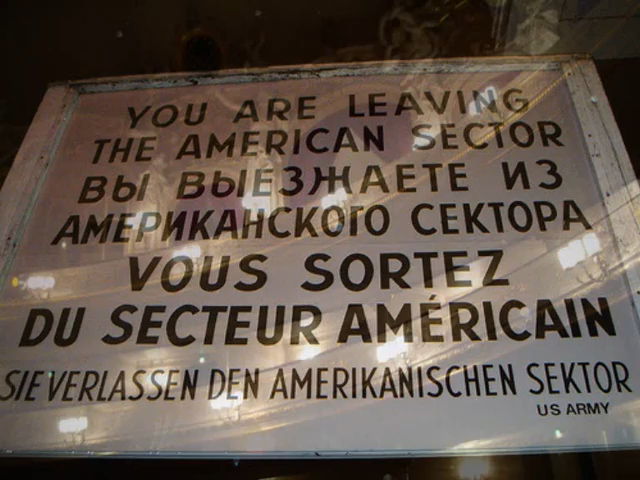 YOU ARE LEAVING
THE AMERICAN SECTOR
ВЫ ВЫЕЗЖАЕТЕ ИЗ
АМЕРИКАНСКОГО СЕКТОРА
VOUS SORTEZ
DU SECTEUR AMÉRICAIN
SIE VERLASSEN DEN AMERIKANISCHEN SEKTOR
US ARMY